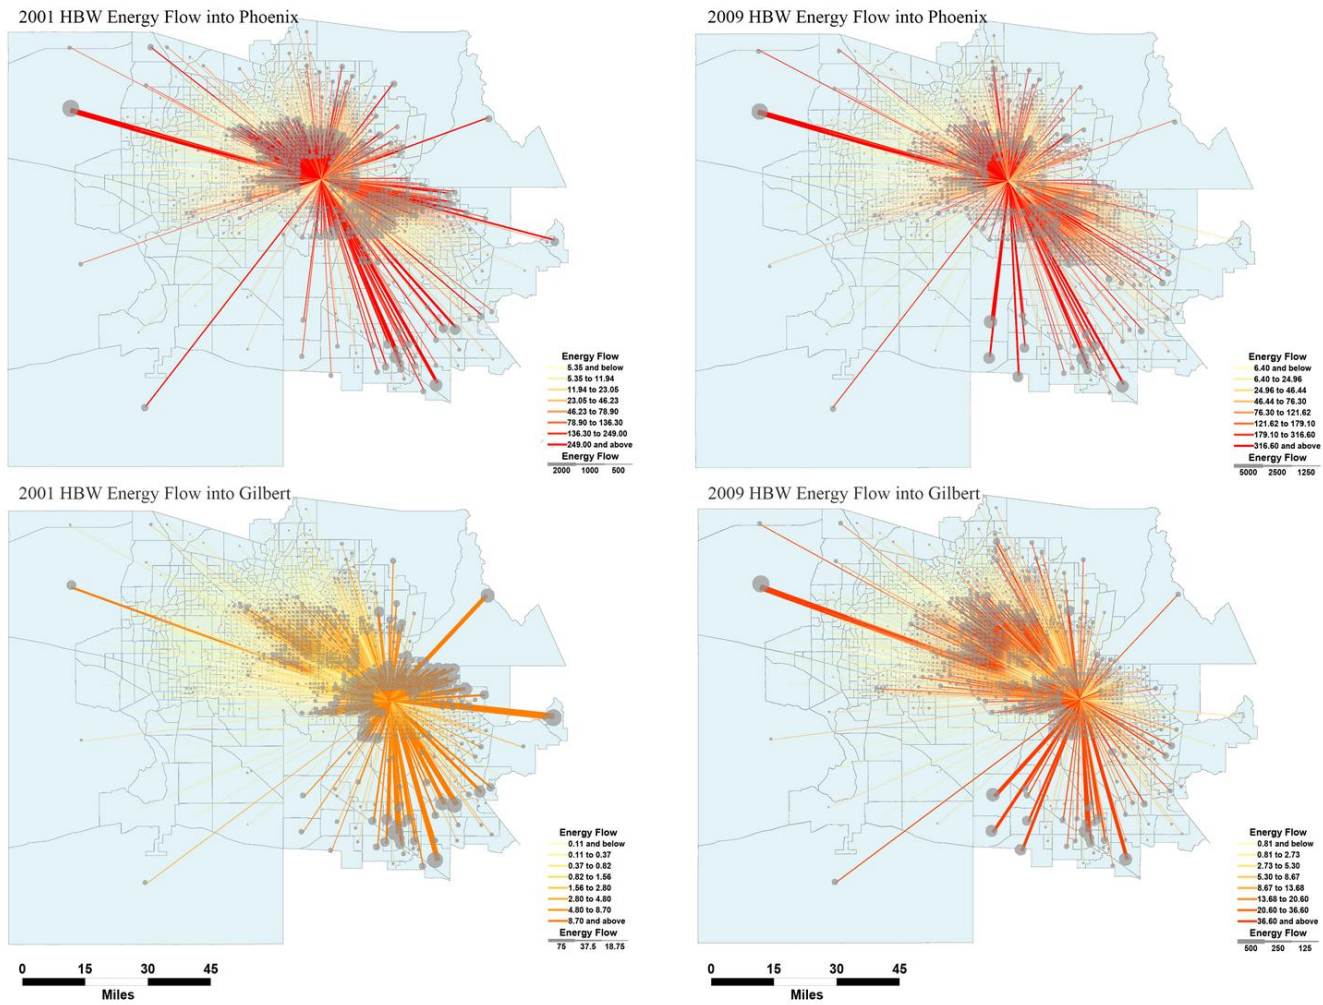 2001 HBW Energy Flow into Phoenix
Energy Flow
5.35 and below
5.35 to 11.94
11.94 to 23.05
23.05 to 46.23
46.23 to 78.90
78.90 to 136.30
136.30 to 249.00
249.00 and above
Energy Flow
2000 1000 500
2009 HBW Energy Flow into Phoenix
Energy Flow
6.40 and below
6.40 to 24.96
24.96 to 46.44
46.44 to 76.30
76.30 to 121.62
121.62 to 179.10
179.10 to 316.60
316.60 and above
Energy Flow
5000 2500 1250
2001 HBW Energy Flow into Gilbert
Energy Flow
0.11 and below
0.11 to 0.37
0.37 to 0.82
0.82 to 1.56
1.56 to 2.80
2.80 to 4.80
4.80 to 8.70
8.70 and above
Energy Flow
75 37.5 18.75
0 15 30 45
Miles
2009 HBW Energy Flow into Gilbert
Energy Flow
0.81 and below
0.81 to 2.73
2.73 to 5.30
5.30 to 8.67
8.67 to 13.68
13.68 to 20.60
20.60 to 36.60
36.60 and above
Energy Flow
500 250 125
0 15 30 45
Miles